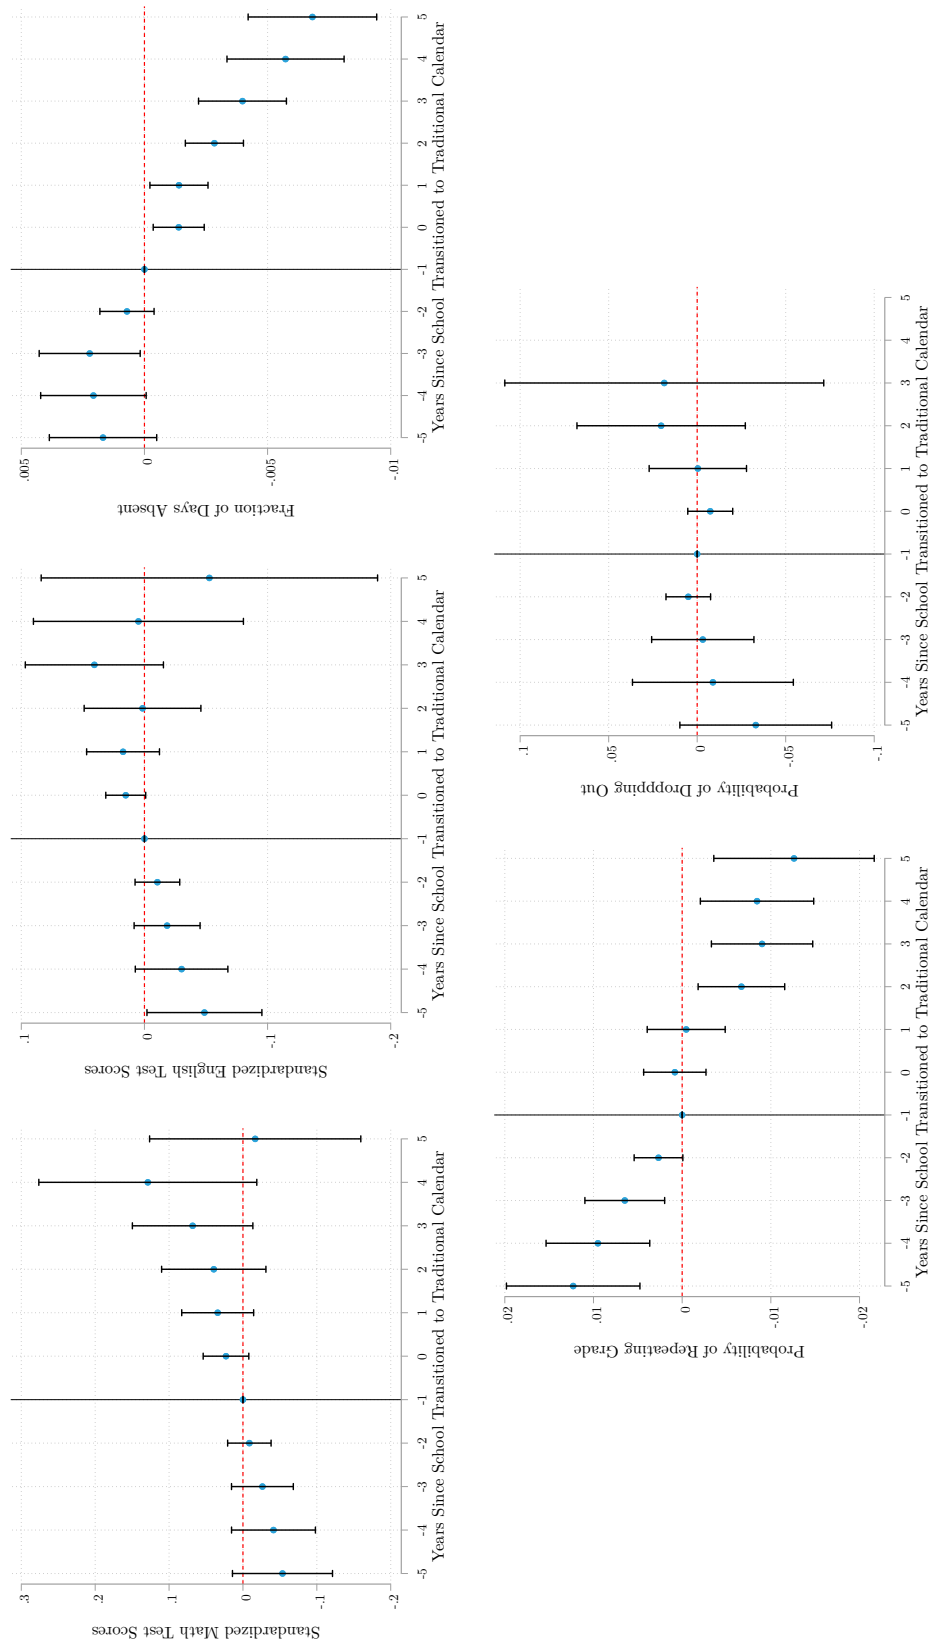 Standardized Math Test Scores
.3
.2
.1
0
-.1
-.2
-5 -4 -3 -2 -1 0 1 2 3 4 5
Years Since School Transitioned to Traditional Calendar
Standardized English Test Scores
.1
0
-.1
-.2
-5 -4 -3 -2 -1 0 1 2 3 4 5
Years Since School Transitioned to Traditional Calendar
Fraction of Days Absent
.005
0
-.005
-.01
-5 -4 -3 -2 -1 0 1 2 3 4 5
Years Since School Transitioned to Traditional Calendar
Probability of Repeating Grade
.02
.01
0
-.01
-.02
-5 -4 -3 -2 -1 0 1 2 3 4 5
Years Since School Transitioned to Traditional Calendar
Probability of Droppping Out
.1
.05
0
-.05
-.1
-5 -4 -3 -2 -1 0 1 2 3 4 5
Years Since School Transitioned to Traditional Calendar